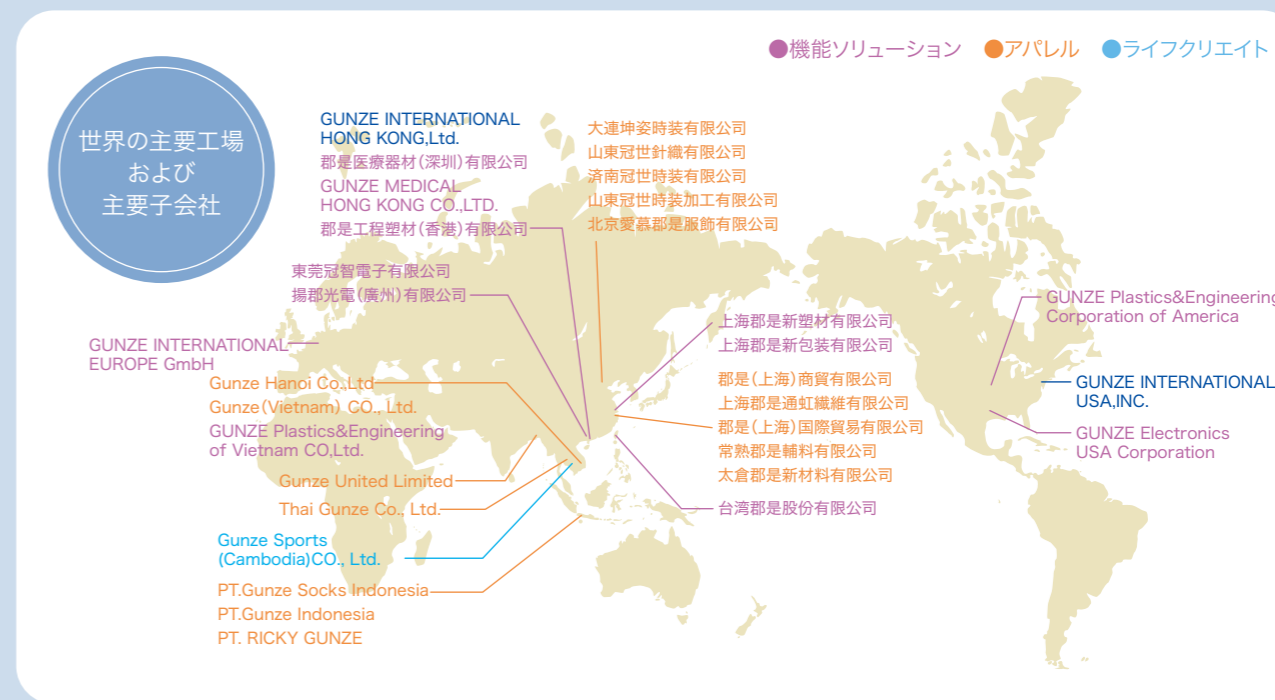 ●機能ソリューション ●アパレル ●ライフクリエイト
世界の主要工場
および
主要子会社
GUNZE INTERNATIONAL
HONG KONG,Ltd.
郡是医療器材(深圳)有限公司
GUNZE MEDICAL
HONG KONG CO.,LTD.
郡是工程塑材(香港)有限公司
大連坤姿時装有限公司
山東冠世針織有限公司
済南冠世時装有限公司
山東冠世時装加工有限公司
北京愛慕郡是服飾有限公司
東莞冠智電子有限公司
揚郡光電(廣州)有限公司
GUNZE INTERNATIONAL
EUROPE GmbH
Gunze Hanoi Co.,Ltd
Gunze(Vietnam) CO., Ltd.
GUNZE Plastics&Engineering
of Vietnam CO,Ltd.
Gunze United Limited
Thai Gunze Co., Ltd.
Gunze Sports
(Cambodia)CO., Ltd.
PT.Gunze Socks Indonesia
PT.Gunze Indonesia
PT. RICKY GUNZE
上海郡是新塑材有限公司
上海郡是新包装有限公司
郡是(上海)商貿有限公司
上海郡是通虹繊維有限公司
郡是(上海)国際貿易有限公司
常熟郡是輔料有限公司
太倉郡是新材料有限公司
台湾郡是股份有限公司
GUNZE Plastics&Engineering
Corporation of America
GUNZE INTERNATIONAL
USA,INC.
GUNZE Electronics
USA Corporation